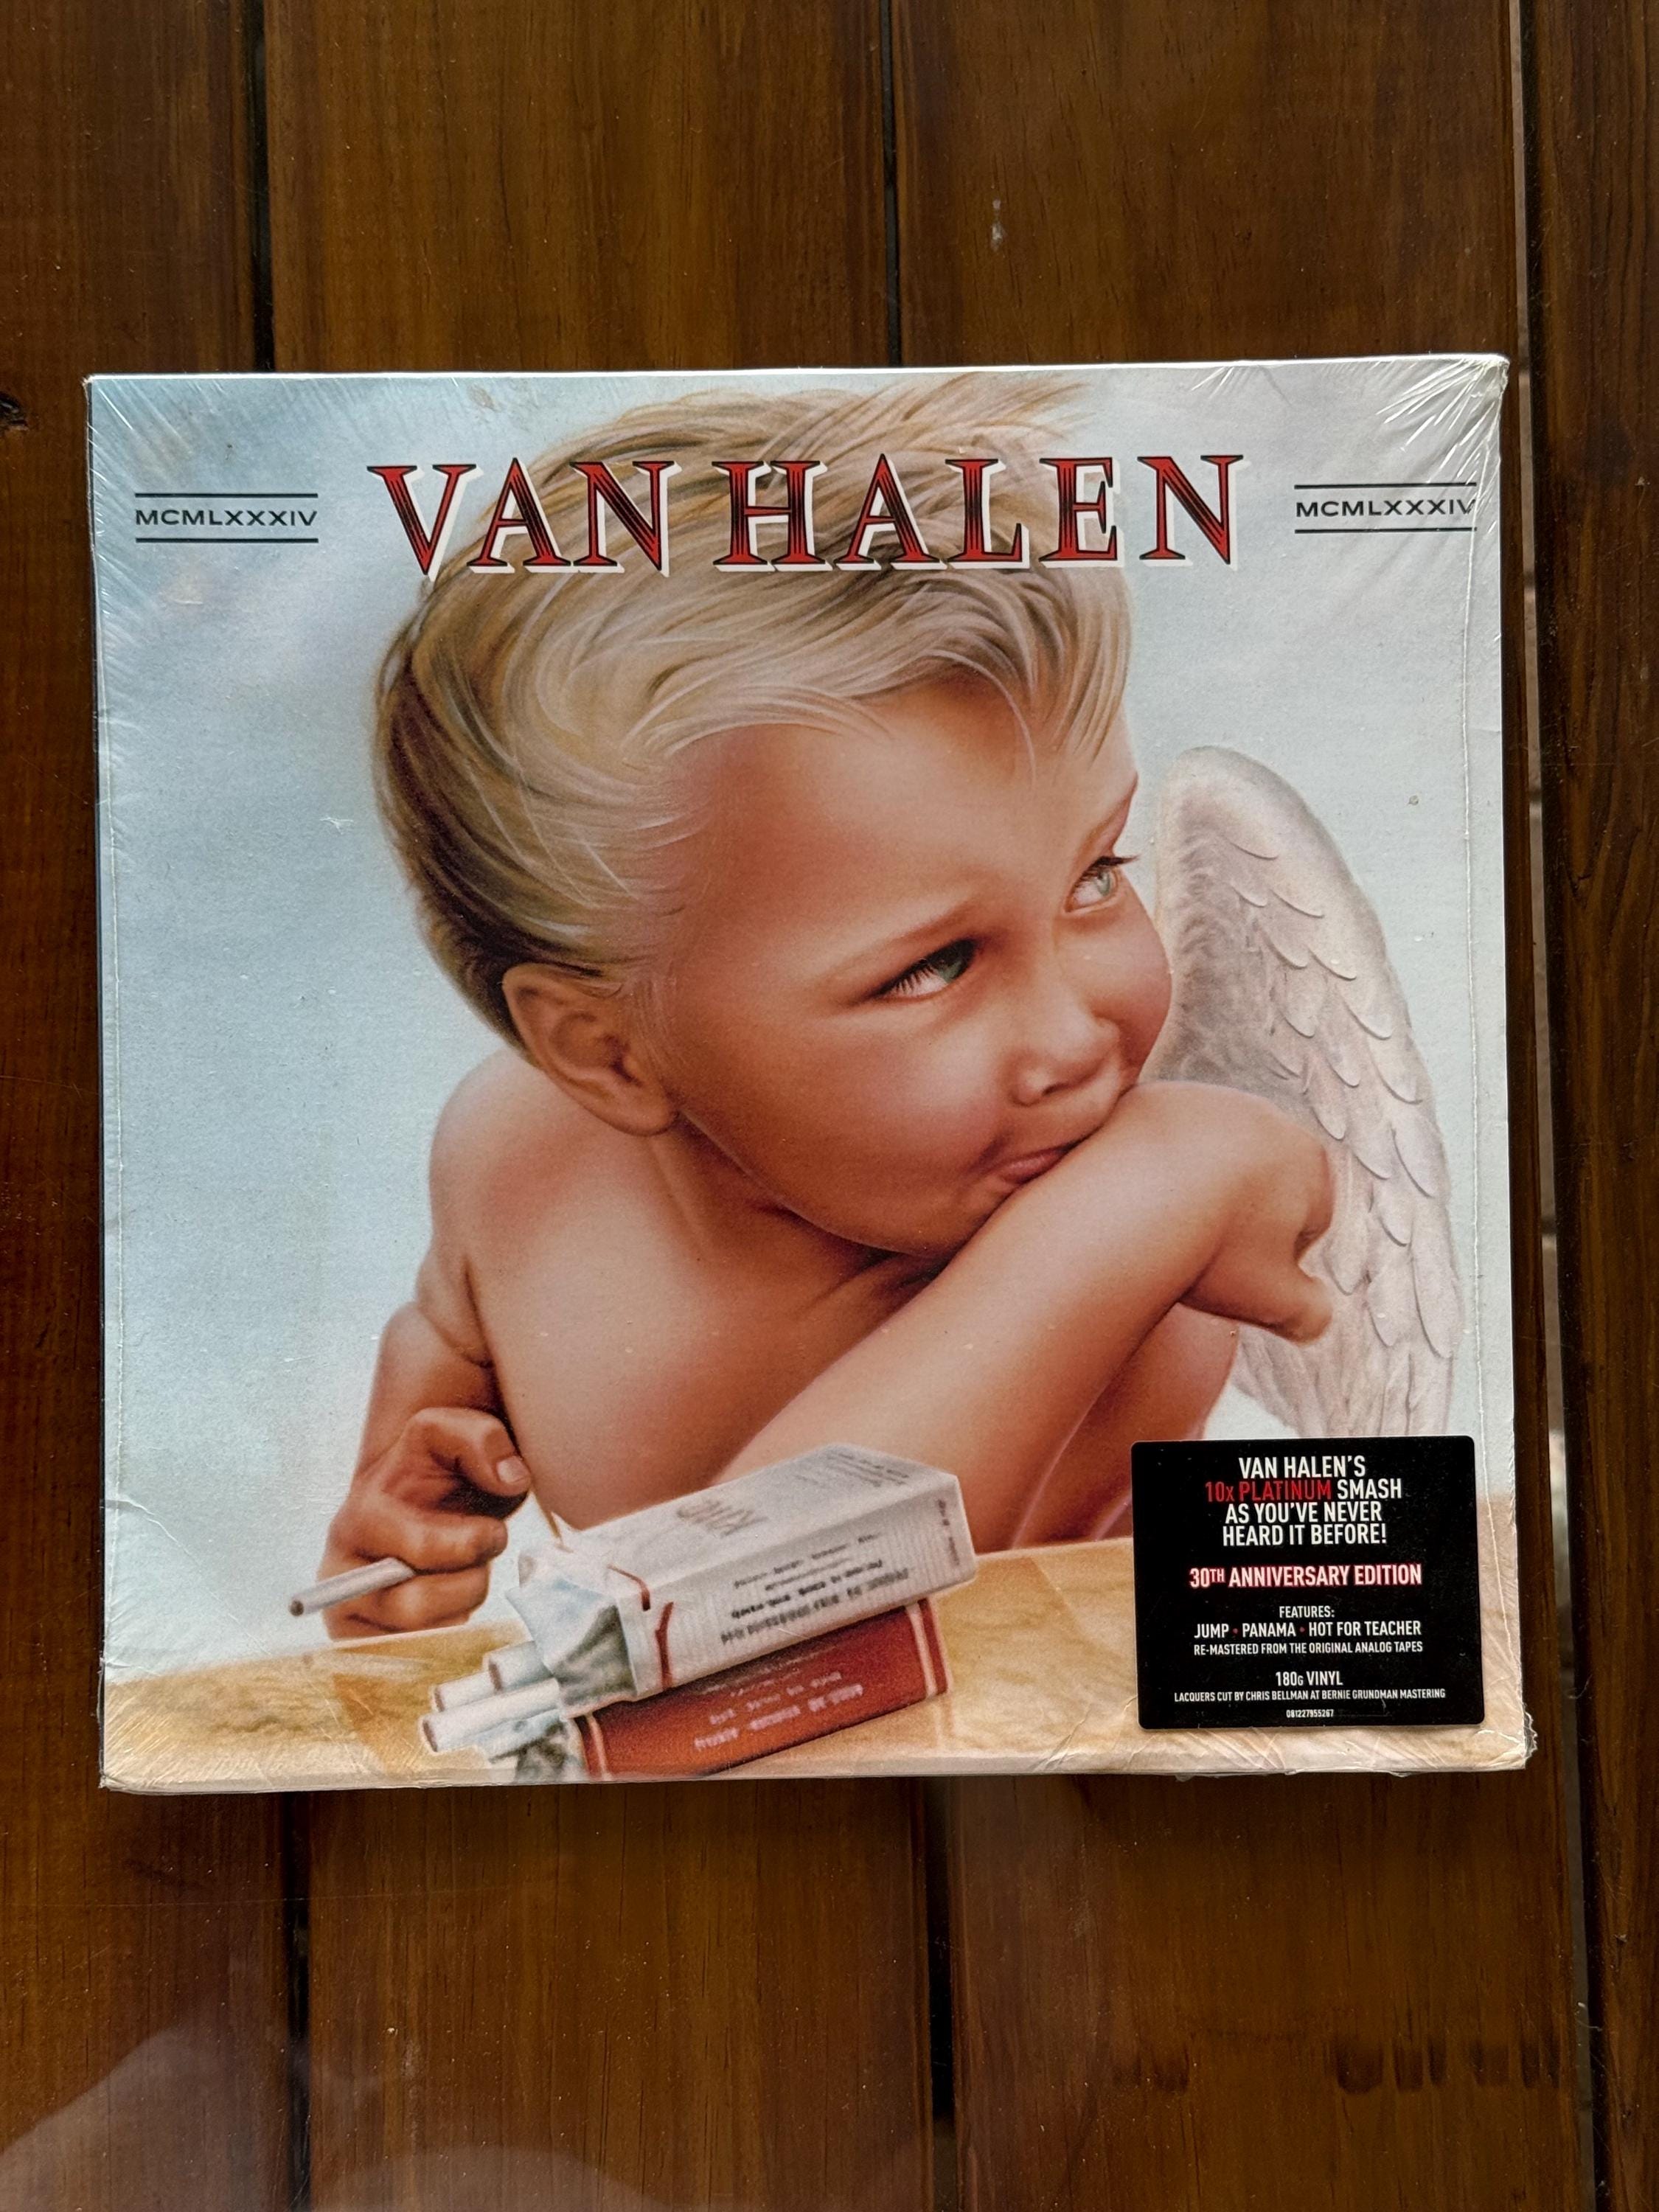 MCMLXXXIV VAN HALEN MCMLXXXIV
VAN HALEN'S
10x PLATINUM SMASH
AS YOU'VE NEVER
HEARD IT BEFORE!
30TH ANNIVERSARY EDITION
FEATURES:
JUMP • PANAMA • HOT FOR TEACHER
RE-MASTERED FROM THE ORIGINAL ANALOG TAPES
180G VINYL
LACQUERS CUT BY CHRIS BELLMAN AT BERNIE GRUNDMAN MASTERING
081227955267